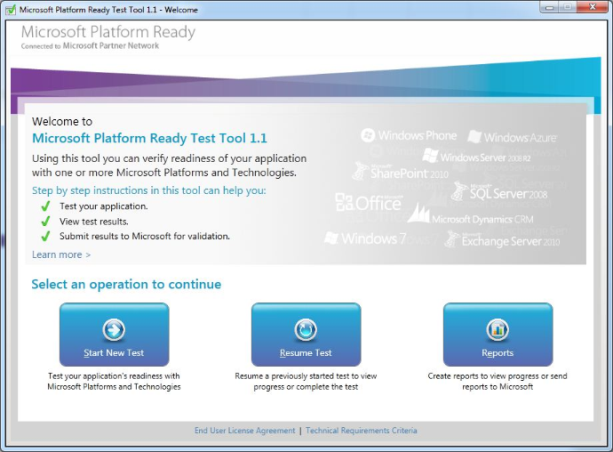 Microsoft Platform Ready Test Tool 1.1 - Welcome
Microsoft Platform Ready
Connected to Microsoft Partner Network
Welcome to
Microsoft Platform Ready Test Tool 1.1
Using this tool you can verify readiness of your application
with one or more Microsoft Platforms and Technologies.
Step by step instructions in this tool can help you:
Test your application.
View test results.
Submit results to Microsoft for validation.
Learn more >
Windows Phone
Windows Azure
Windows Server 2008 R2
Microsoft
SharePoint 2010
Microsoft
SQL Server 2008
Office
Microsoft Dynamics CRM
Windows 7
Microsoft
Exchange Server 2010
Select an operation to continue
Start New Test
Resume Test
Reports
Test your application's readiness with
Microsoft Platforms and Technologies
Resume a previously started test to view
progress or complete the test
Create reports to view progress or send
reports to Microsoft
End User License Agreement | Technical Requirements Criteria